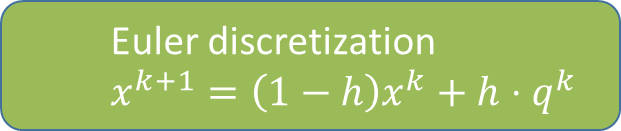 Euler discretization
x^{k+1} = (1 − h)x^k + h · q^k